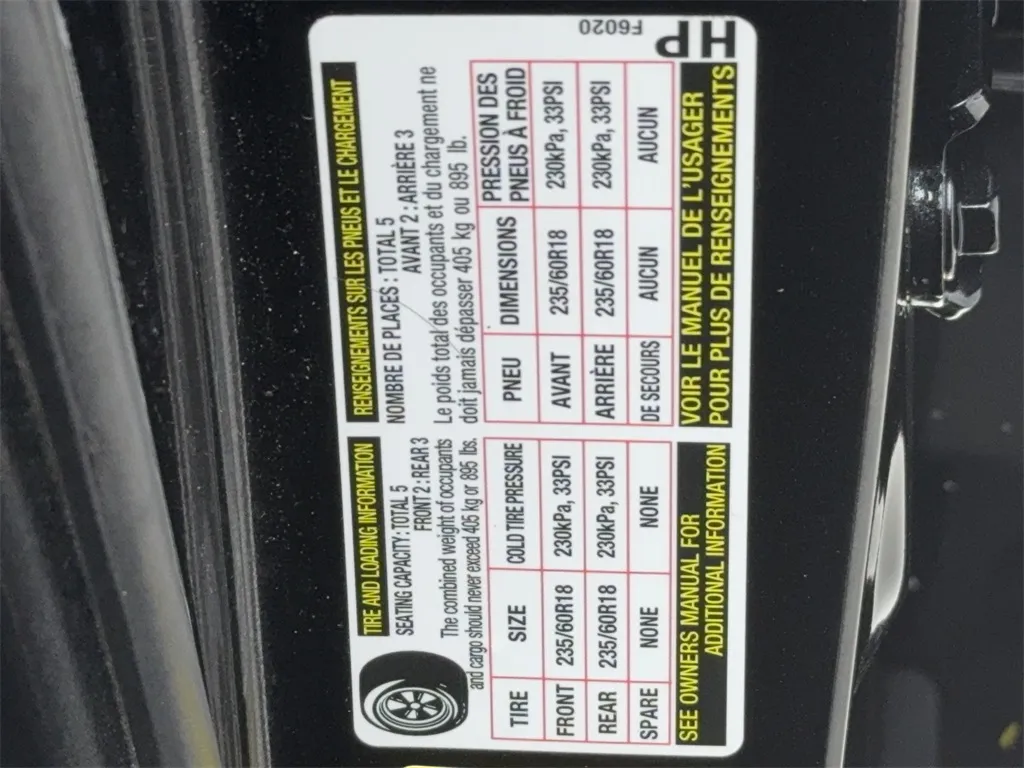 TIRE AND LOADING INFORMATION
SEATING CAPACITY : TOTAL 5
FRONT 2 : REAR 3
The combined weight of occupants
and cargo should never exceed 405 kg or 895 lbs.
TIRE SIZE COLD TIRE PRESSURE
FRONT 235/60R18 230kPa, 33PSI
REAR 235/60R18 230kPa, 33PSI
SPARE NONE NONE
SEE OWNERS MANUAL FOR
ADDITIONAL INFORMATION
RENSEIGNEMENTS SUR LES PNEUS ET LE CHARGEMENT
NOMBRE DE PLACES : TOTAL 5
AVANT 2 : ARRIÈRE 3
Le poids total des occupants et du chargement ne
doit jamais dépasser 405 kg ou 895 lb.
PNEU DIMENSIONS PRESSION DES
PNEUS À FROID
AVANT 235/60R18 230kPa, 33PSI
ARRIÈRE 235/60R18 230kPa, 33PSI
DE SECOURS AUCUN AUCUN
VOIR LE MANUEL DE L'USAGER
POUR PLUS DE RENSEIGNEMENTS
F6020
HP